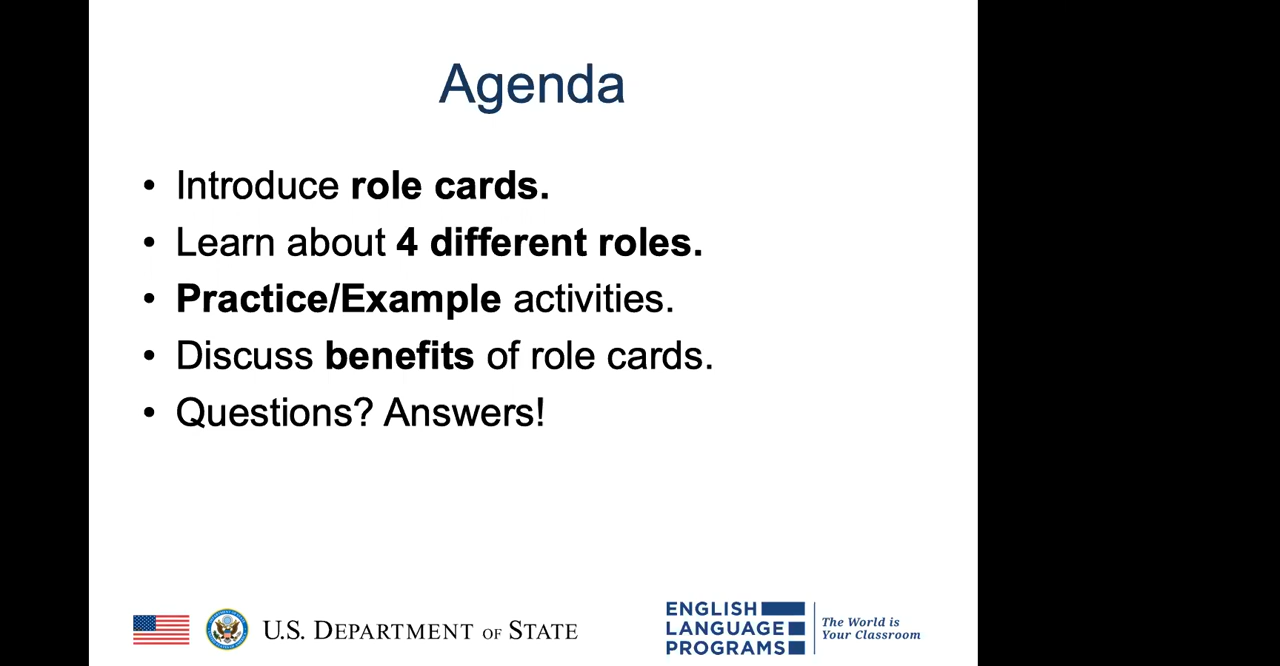 Agenda
• Introduce role cards.
• Learn about 4 different roles.
• Practice/Example activities.
• Discuss benefits of role cards.
• Questions? Answers!
U.S. DEPARTMENT OF STATE
ENGLISH
LANGUAGE
PROGRAMS
The World is
Your Classroom